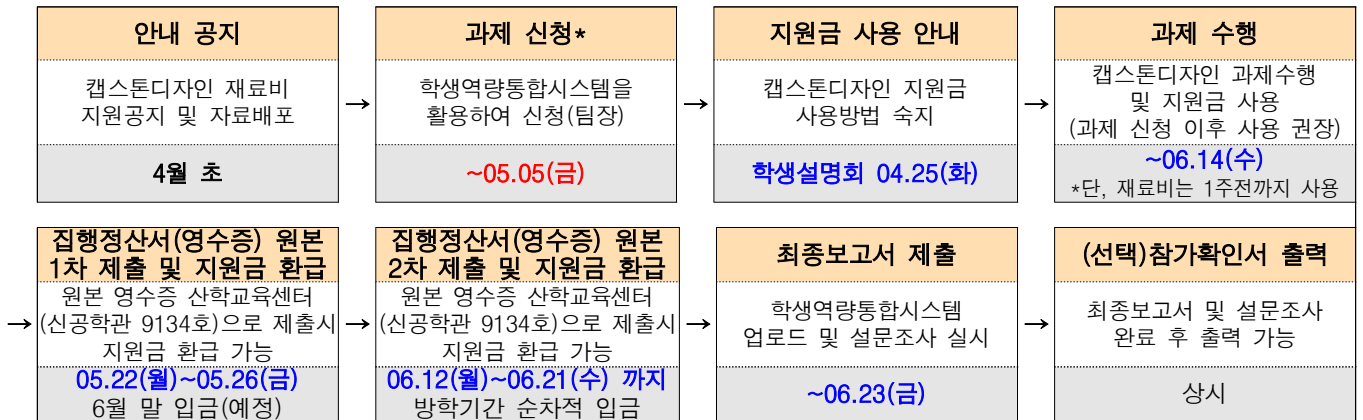 안내 공지
캡스톤디자인 재료비
지원공지 및 자료배포
4월 초
→
과제 신청*
학생역량통합시스템을
활용하여 신청(팀장)
~05.05(금)
→
지원금 사용 안내
캡스톤디자인 지원금
사용방법 숙지
학생설명회 04.25(화)
→
과제 수행
캡스톤디자인 과제수행
및 지원금 사용
(과제 신청 이후 사용 권장)
~06.14(수)
*단, 재료비는 1주전까지 사용
→
집행정산서(영수증) 원본
1차 제출 및 지원금 환급
원본 영수증 산학교육센터
(신공학관 9134호)으로 제출시
지원금 환급 가능
05.22(월)~05.26(금)
6월 말 입금(예정)
→
집행정산서(영수증) 원본
2차 제출 및 지원금 환급
원본 영수증 산학교육센터
(신공학관 9134호)으로 제출시
지원금 환급 가능
06.12(월)~06.21(수) 까지
방학기간 순차적 입금
→
최종보고서 제출
학생역량통합시스템
업로드 및 설문조사 실시
~06.23(금)
→
(선택)참가확인서 출력
최종보고서 및 설문조사
완료 후 출력 가능
상시